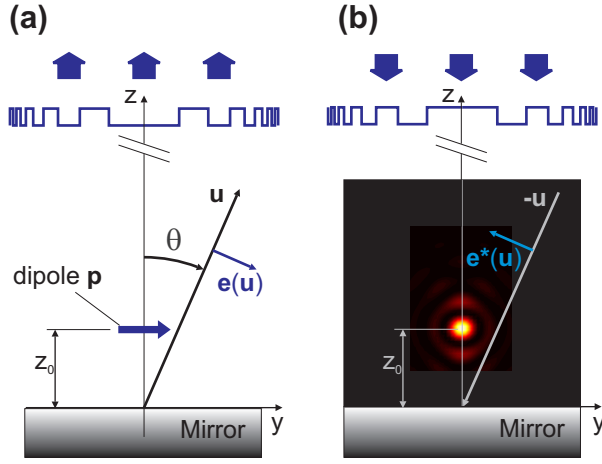 (a)
z
u
θ
e(u)
dipole p
z₀
y
Mirror
(b)
z
-u
e*(u)
z₀
y
Mirror